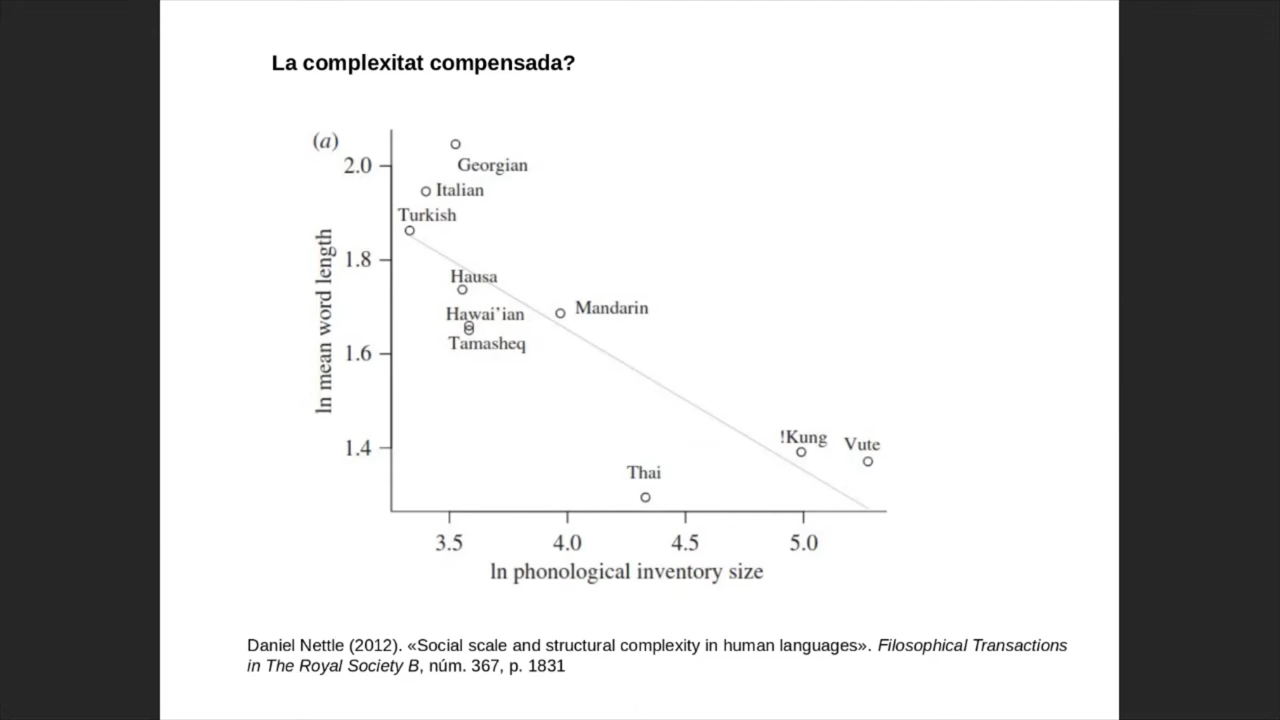 La complexitat compensada?
(a)
2.0
Georgian
Italian
Turkish
1.8
Hausa
Mandarin
Hawai'ian
Tamasheq
1.6
1.4
!Kung
Vute
Thai
ln mean word length
3.5 4.0 4.5 5.0
ln phonological inventory size
Daniel Nettle (2012). «Social scale and structural complexity in human languages». Filosophical Transactions
in The Royal Society B, núm. 367, p. 1831